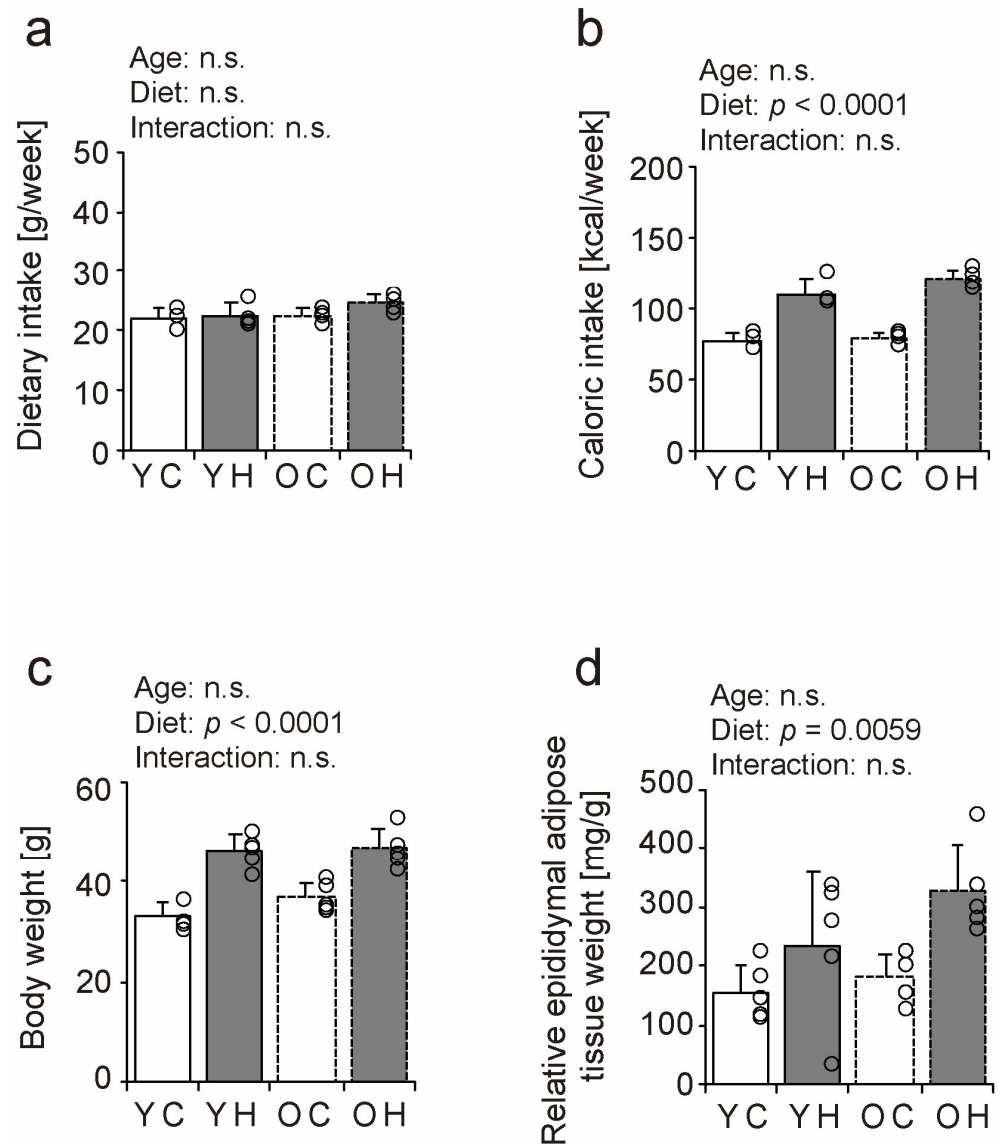 a
Age: n.s.
Diet: n.s.
Interaction: n.s.
Dietary intake [g/week]
50
40
30
20
10
0
YC YH OC OH
b
Age: n.s.
Diet: p < 0.0001
Interaction: n.s.
Caloric intake [kcal/week]
200
150
100
50
0
YC YH OC OH
c
Age: n.s.
Diet: p < 0.0001
Interaction: n.s.
Body weight [g]
60
40
20
0
YC YH OC OH
d
Age: n.s.
Diet: p = 0.0059
Interaction: n.s.
Relative epididymal adipose
tissue weight [mg/g]
500
400
300
200
100
0
YC YH OC OH